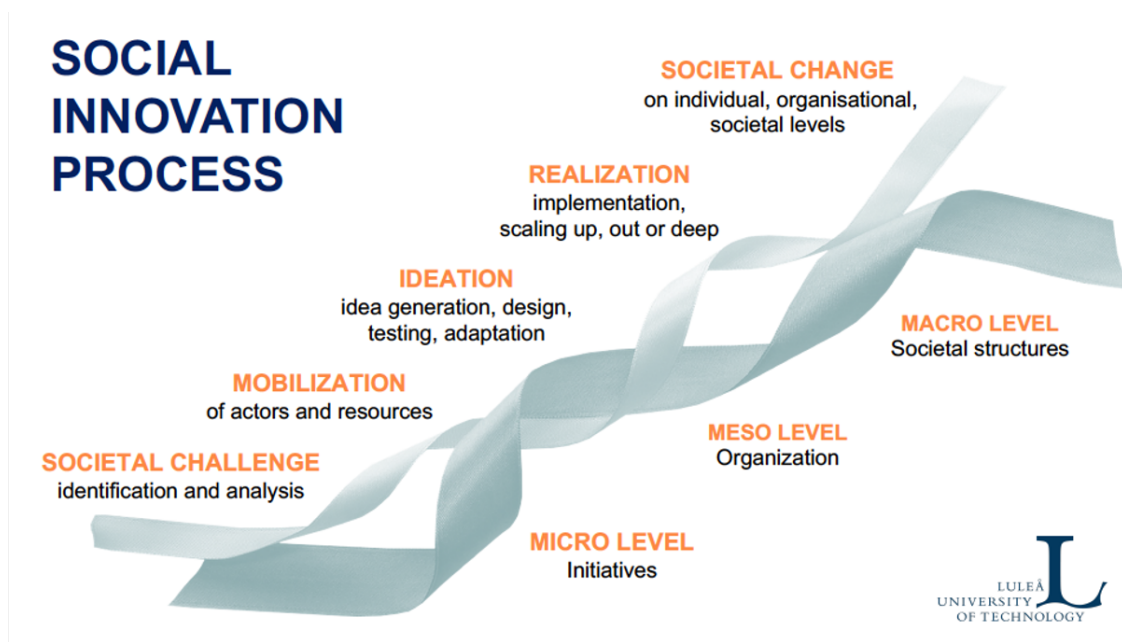 SOCIAL
INNOVATION
PROCESS
SOCIETAL CHANGE
on individual, organisational,
societal levels
REALIZATION
implementation,
scaling up, out or deep
IDEATION
idea generation, design,
testing, adaptation
MACRO LEVEL
Societal structures
MOBILIZATION
of actors and resources
MESO LEVEL
Organization
SOCIETAL CHALLENGE
identification and analysis
MICRO LEVEL
Initiatives
L
LULEÅ
UNIVERSITY
OF TECHNOLOGY